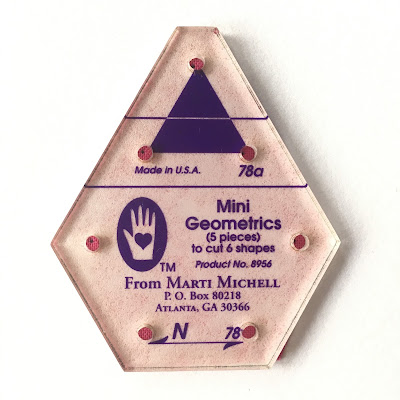 Made in U.S.A. 78a
Mini
Geometrics
(5 pieces)
to cut 6 shapes
Product No. 8956
TM
From Marti Michell
P. O. Box 80218
Atlanta, GA 30366
N 78